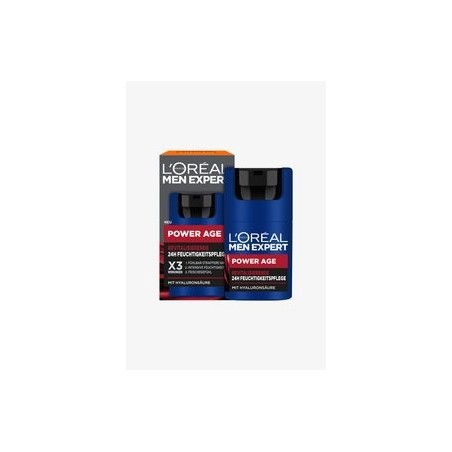 L'ORÉAL
MEN EXPERT
NEU
POWER AGE
REVITALISIERENDE
24H FEUCHTIGKEITSPFLEGE
X3
MIT HYALURONSÄURE
L'ORÉAL
MEN EXPERT
POWER AGE
REVITALISIERENDE
24H FEUCHTIGKEITSPFLEGE
MIT HYALURONSÄURE